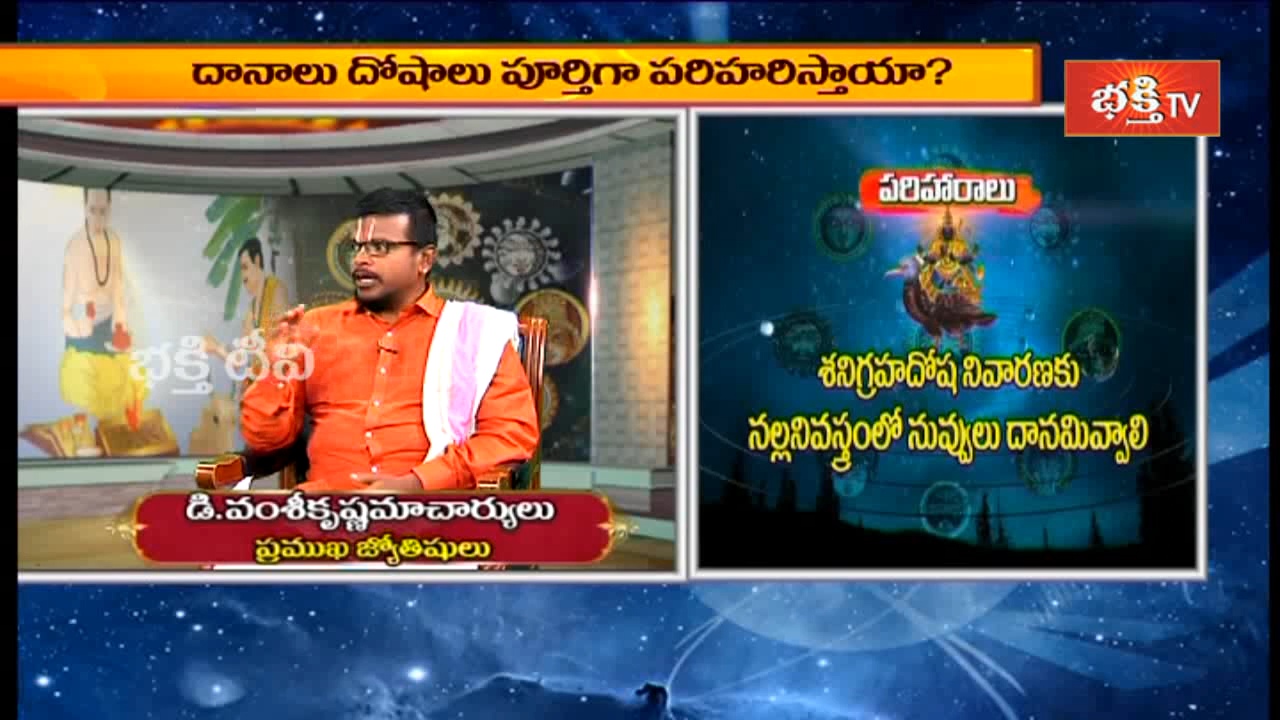 దానాలు దోషాలు పూర్తిగా పరిహరిస్తాయా?
భక్తి TV
పరిహారాలు
శనిగ్రహదోష నివారణకు
నల్లనివస్త్రంలో నువ్వులు దానమివ్వాలి
భక్తి టీవి
డి.వంశీకృష్ణమాచార్యులు
ప్రముఖ జ్యోతిషులు